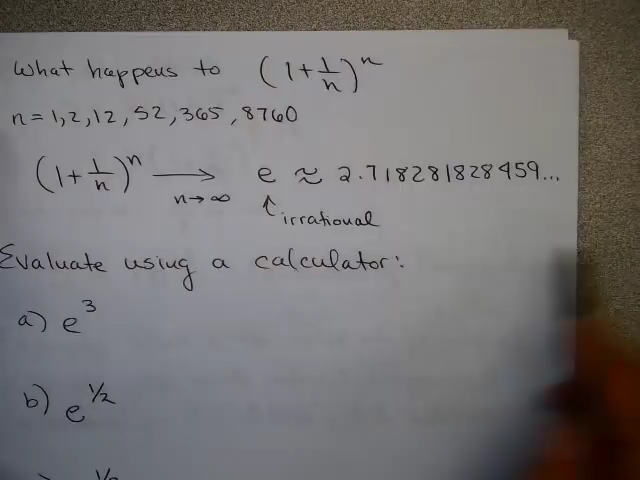 What happens to (1+1/n)^n
n=1,2,12,52,365,8760
(1+1/n)^n → n→∞ e ≈ 2.718281828459...
↑ irrational
Evaluate using a calculator:
a) e^3
b) e^1/2